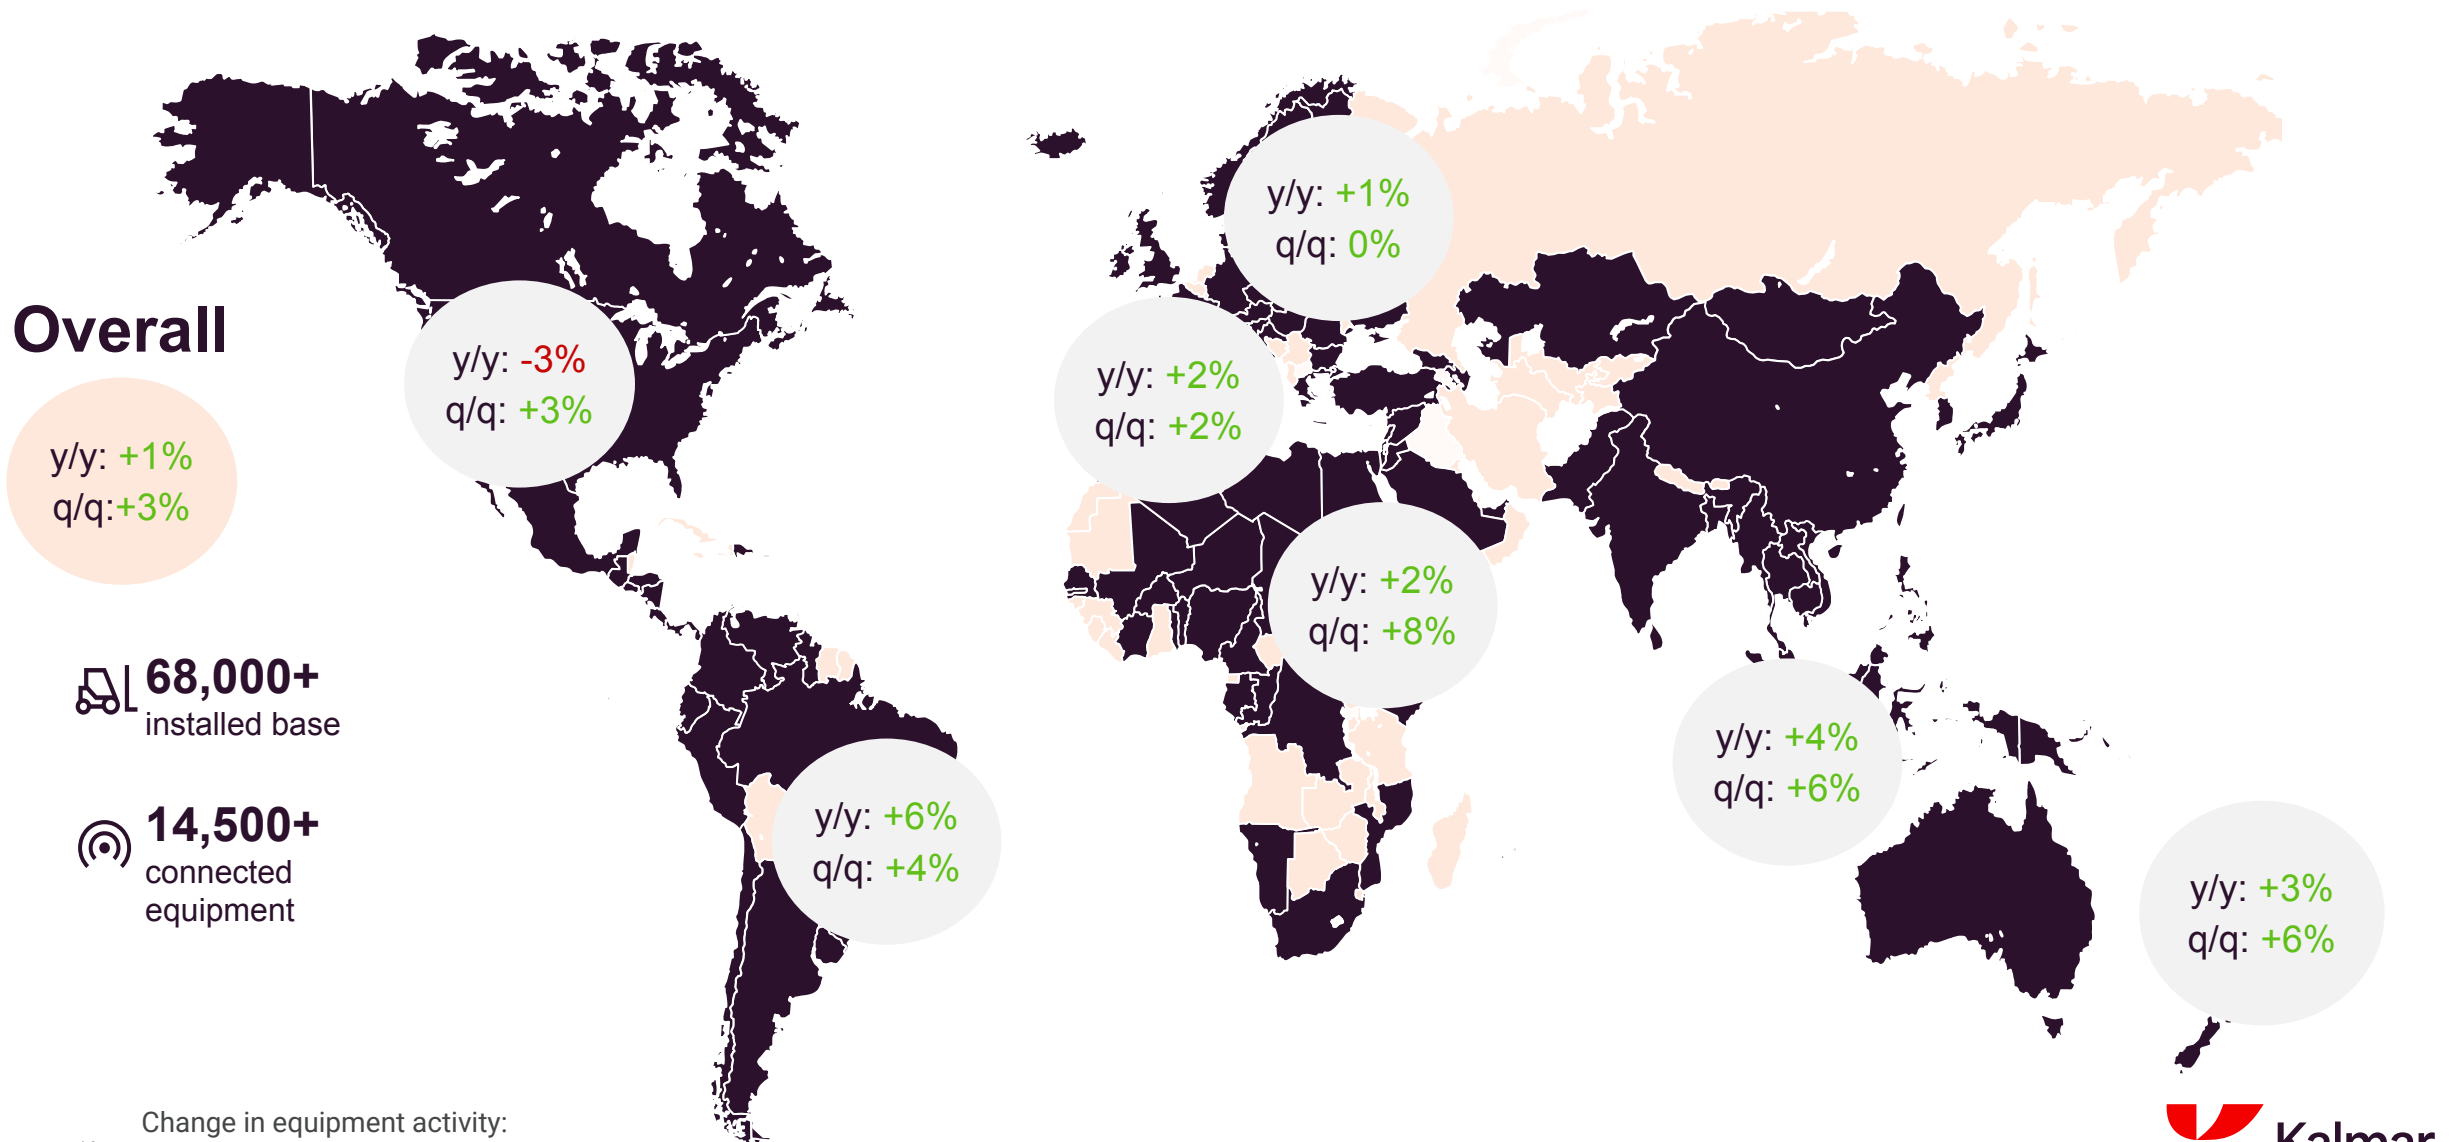 Overall
y/y: +1%
q/q:+3%
68,000+
installed base
14,500+
connected
equipment
y/y: -3%
q/q: +3%
y/y: +6%
q/q: +4%
y/y: +1%
q/q: 0%
y/y: +2%
q/q: +2%
y/y: +2%
q/q: +8%
y/y: +4%
q/q: +6%
y/y: +3%
q/q: +6%
Change in equipment activity:
Kalmar